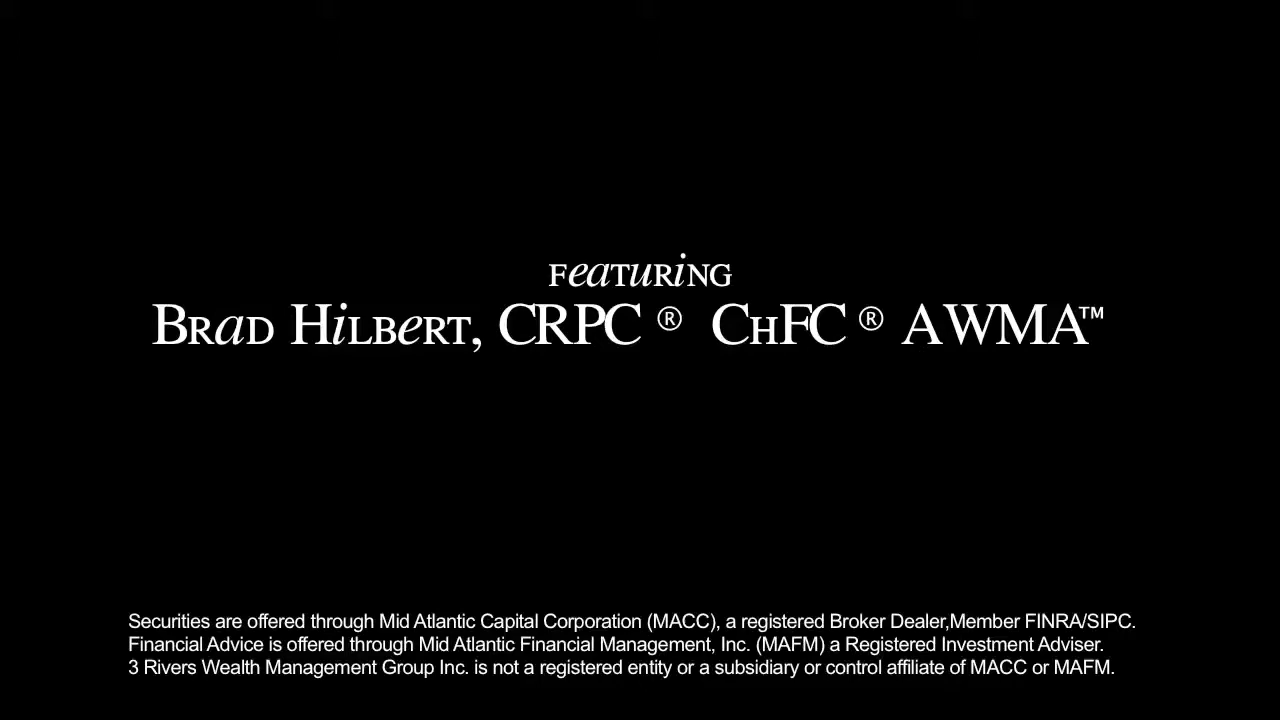 Featuring
Brad Hilbert, CRPC ® ChFC ® AWMA™
Securities are offered through Mid Atlantic Capital Corporation (MACC), a registered Broker Dealer,Member FINRA/SIPC.
Financial Advice is offered through Mid Atlantic Financial Management, Inc. (MAFM) a Registered Investment Adviser.
3 Rivers Wealth Management Group Inc. is not a registered entity or a subsidiary or control affiliate of MACC or MAFM.